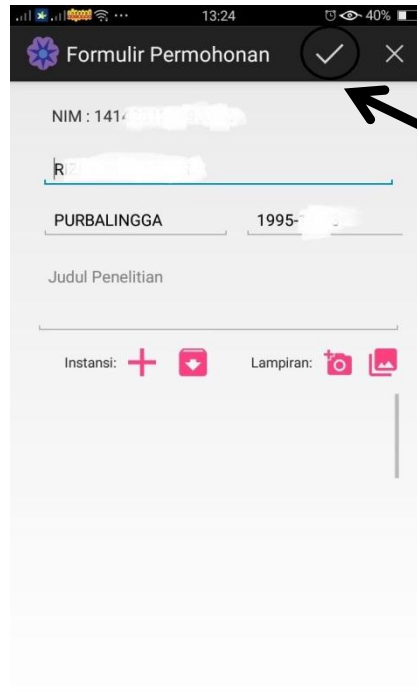 13:24 40%
Formulir Permohonan
NIM : 141
PURBALINGGA 1995-
Judul Penelitian
Instansi: Lampiran: